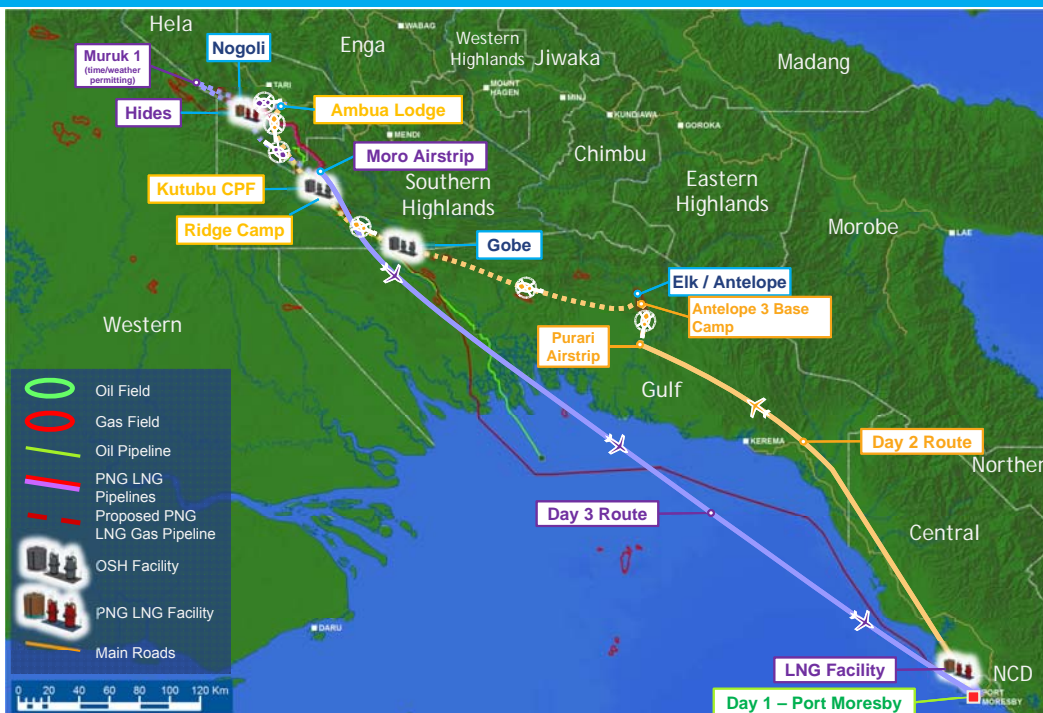 Hela
WABAG
Enga
Western
Highlands
Jiwaka
Madang
Nogoli
Muruk 1
(time/weather
permitting)
TARI
MOUNT
HAGEN
MINJ
Hides
Ambua Lodge
KUNDIAWA
GOROKA
MENDI
Moro Airstrip
Chimbu
Kutubu CPF
Southern
Highlands
Eastern
Highlands
Ridge Camp
Morobe
LAE
Gobe
Elk / Antelope
Antelope 3 Base
Camp
Western
Purari
Airstrip
Gulf
Oil Field
Gas Field
KEREMA
Day 2 Route
Oil Pipeline
Northern
PNG LNG
Pipelines
Day 3 Route
Proposed PNG
LNG Gas Pipeline
Central
OSH Facility
PNG LNG Facility
DARU
Main Roads
LNG Facility
NCD
0 20 40 60 80 100 120 Km
Day 1 – Port Moresby
PORT
MORESBY